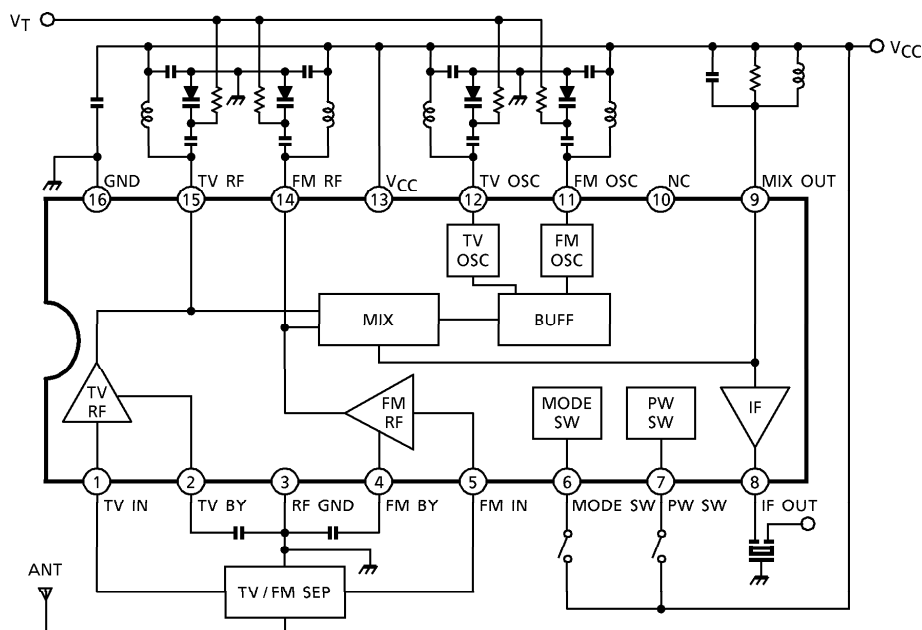 VT
VCC
GND TV RF FM RF VCC TV OSC FM OSC NC MIX OUT
16 15 14 13 12 11 10 9
TV
OSC
FM
OSC
MIX
BUFF
TV
RF
FM
RF
MODE
SW
PW
SW
IF
1 2 3 4 5 6 7 8
TV IN TV BY RF GND FM BY FM IN MODE SW PW SW IF OUT
ANT
TV / FM SEP